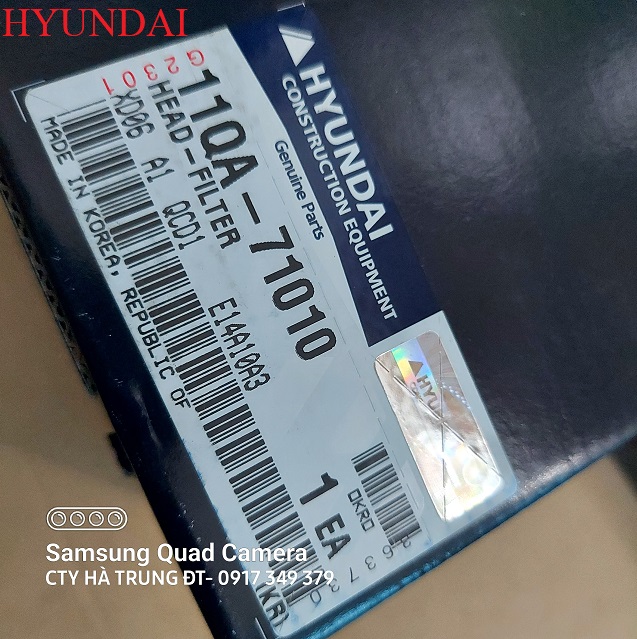 HYUNDAI
HYUNDAI
CONSTRUCTION EQUIPMENT
Genuine Parts
G2301
11QA-71010
HEAD-FILTER
XD06 A1 QCD1 E14A10A3
MADE IN KOREA, REPUBLIC OF
1 EA
(KR)
Samsung Quad Camera
CTY HÀ TRUNG ĐT- 0917 349 379